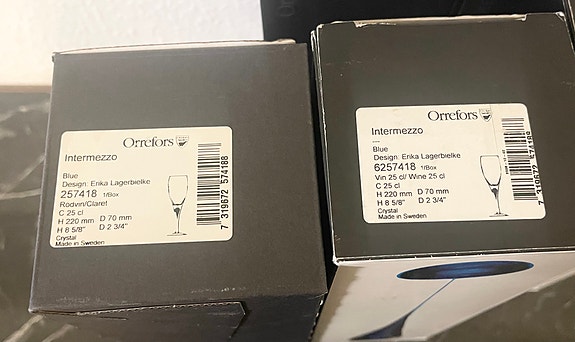 Orrefors
Intermezzo
Blue
Design: Erika Lagerbielke
257418 1/Box
Rödvin/Claret
C 25 cl
H 220 mm D 70 mm
H 8 5/8" D 2 3/4"
Crystal
Made in Sweden
7 319672 574188
Orrefors
Intermezzo
---
Blue
Design: Erika Lagerbielke
6257418 1/Box
Vin 25 cl/ Wine 25 cl
C 25 cl
H 220 mm D 70 mm
H 8 5/8" D 2 3/4"
Crystal
Made in Sweden
7 319672 574188